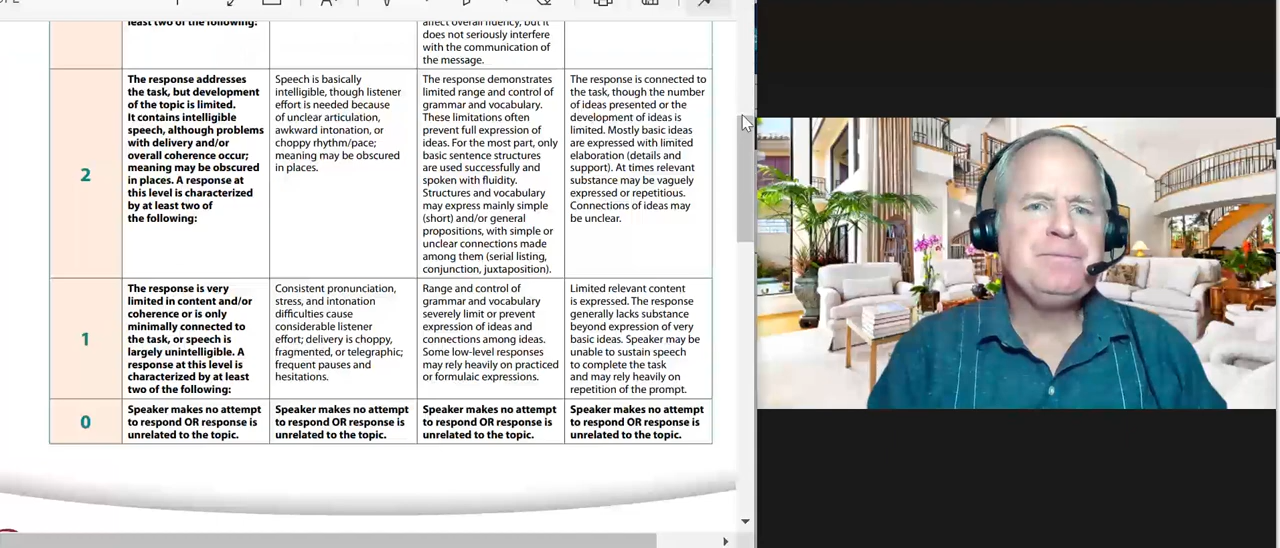 least two of the following:
affect overall fluency, but it
does not seriously interfere
with the communication of
the message.
2
The response addresses
the task, but development
of the topic is limited.
It contains intelligible
speech, although problems
with delivery and/or
overall coherence occur;
meaning may be obscured
in places. A response at
this level is characterized
by at least two of
the following:
Speech is basically
intelligible, though listener
effort is needed because
of unclear articulation,
awkward intonation, or
choppy rhythm/pace;
meaning may be obscured
in places.
The response demonstrates
limited range and control of
grammar and vocabulary.
These limitations often
prevent full expression of
ideas. For the most part, only
basic sentence structures
are used successfully and
spoken with fluidity.
Structures and vocabulary
may express mainly simple
(short) and/or general
propositions, with simple or
unclear connections made
among them (serial listing,
conjunction, juxtaposition).
The response is connected to
the task, though the number
of ideas presented or the
development of ideas is
limited. Mostly basic ideas
are expressed with limited
elaboration (details and
support). At times relevant
substance may be vaguely
expressed or repetitious.
Connections of ideas may
be unclear.
1
The response is very
limited in content and/or
coherence or is only
minimally connected to
the task, or speech is
largely unintelligible. A
response at this level is
characterized by at least
two of the following:
Consistent pronunciation,
stress, and intonation
difficulties cause
considerable listener
effort; delivery is choppy,
fragmented, or telegraphic;
frequent pauses and
hesitations.
Range and control of
grammar and vocabulary
severely limit or prevent
expression of ideas and
connections among ideas.
Some low-level responses
may rely heavily on practiced
or formulaic expressions.
Limited relevant content
is expressed. The response
generally lacks substance
beyond expression of very
basic ideas. Speaker may be
unable to sustain speech
to complete the task
and may rely heavily on
repetition of the prompt.
0
Speaker makes no attempt
to respond OR response is
unrelated to the topic.
Speaker makes no attempt
to respond OR response is
unrelated to the topic.
Speaker makes no attempt
to respond OR response is
unrelated to the topic.
Speaker makes no attempt
to respond OR response is
unrelated to the topic.